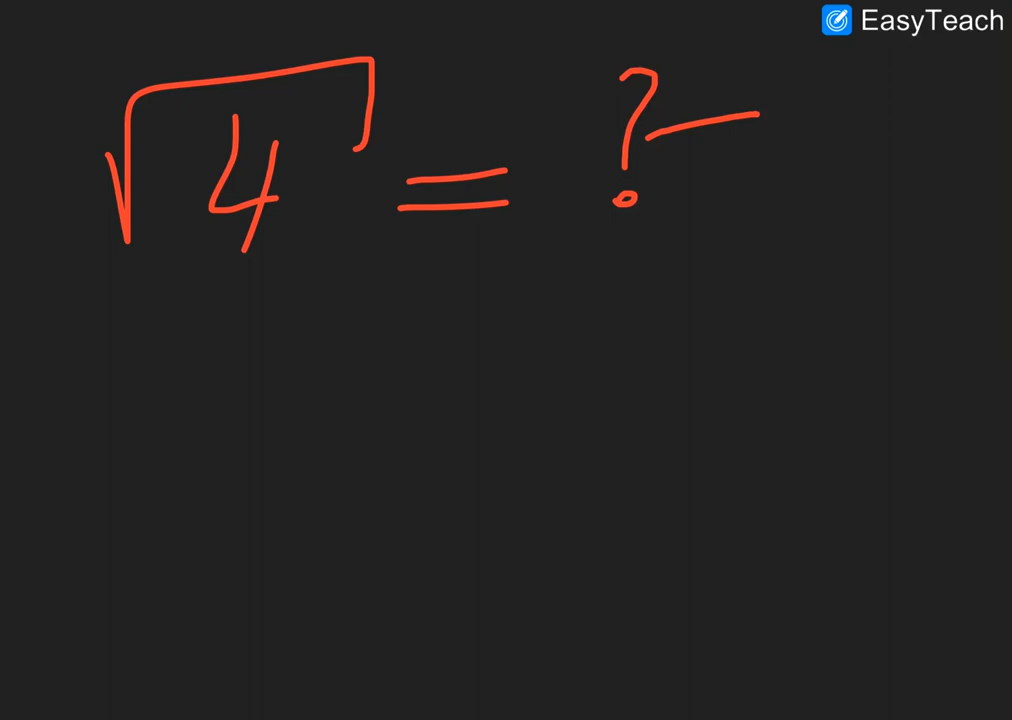 EasyTeach
√4 = ?